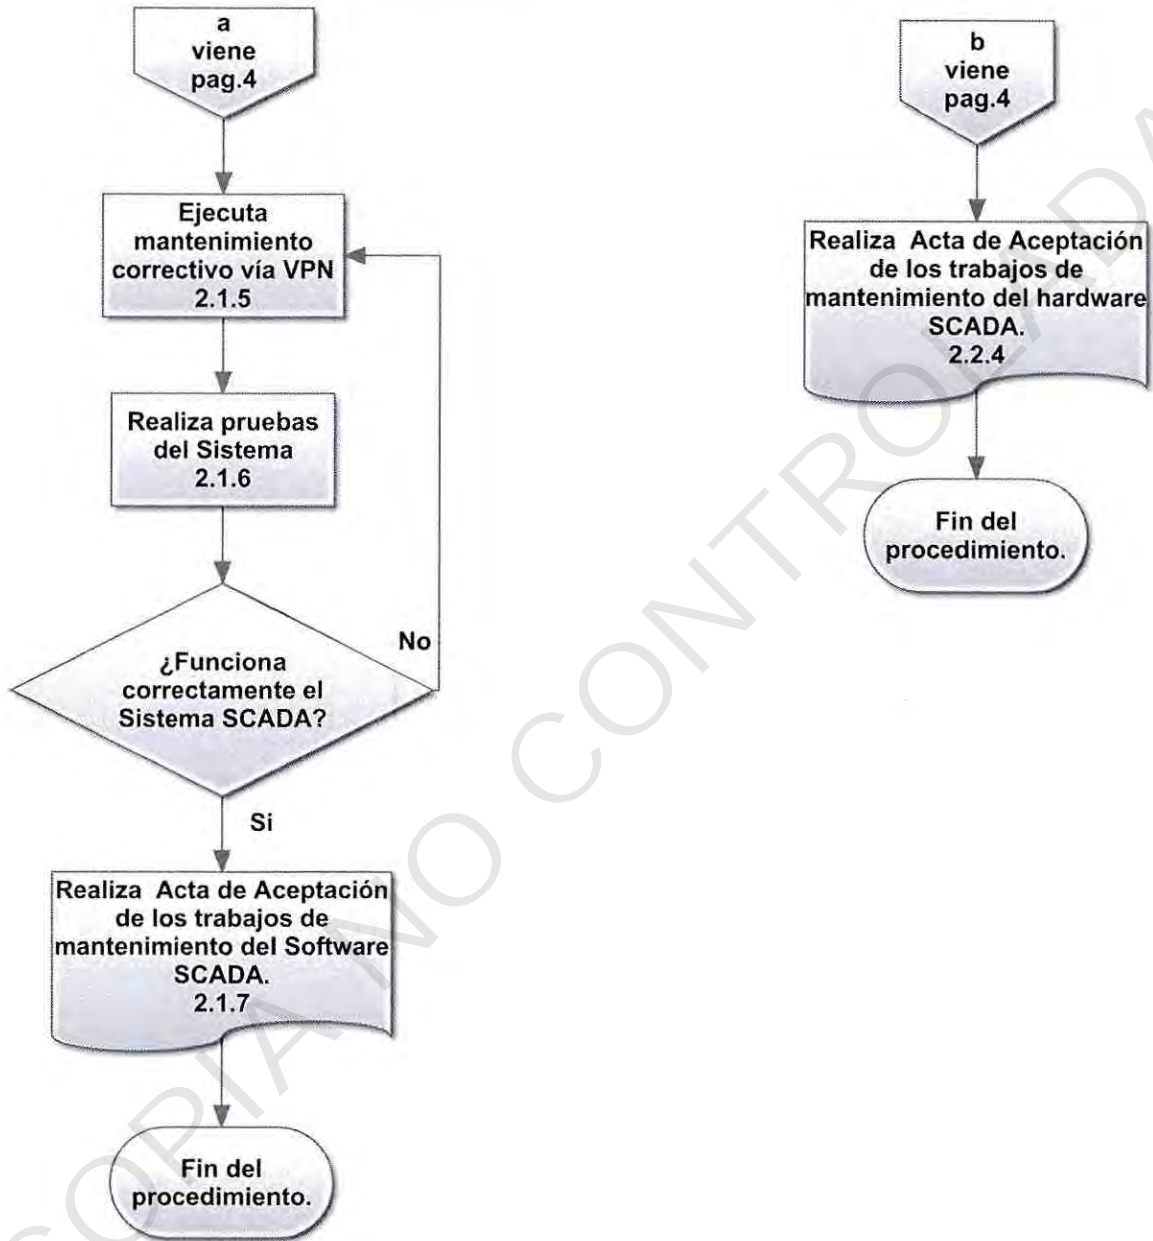 a
viene
pag.4
Ejecuta
mantenimiento
correctivo vía VPN
2.1.5
Realiza pruebas
del Sistema
2.1.6
¿Funciona
correctamente el
Sistema SCADA?
No
Si
Realiza Acta de Aceptación
de los trabajos de
mantenimiento del Software
SCADA.
2.1.7
Fin del
procedimiento.
b
viene
pag.4
Realiza Acta de Aceptación
de los trabajos de
mantenimiento del hardware
SCADA.
2.2.4
Fin del
procedimiento.
COPIA NO CONTROLADA